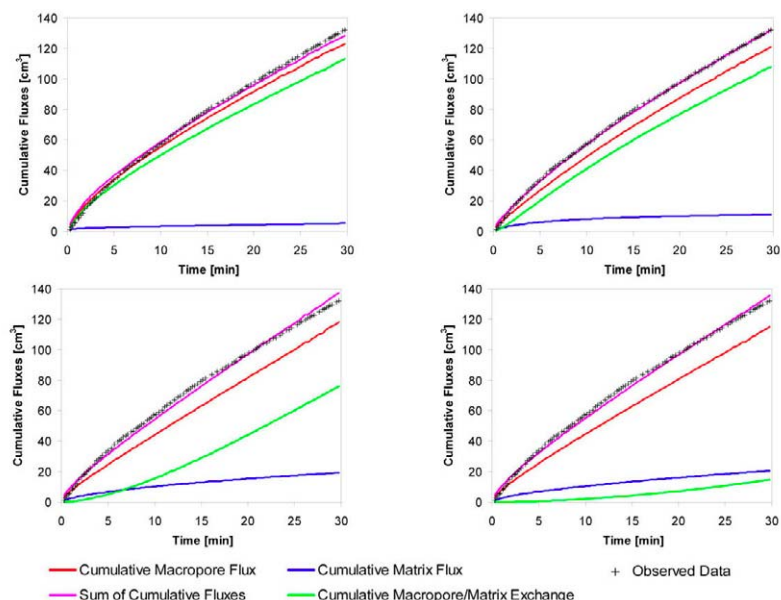 140
120
100
80
60
40
20
0
Cumulative Fluxes [cm³]
0 5 10 15 20 25 30
Time [min]
140
120
100
80
60
40
20
0
Cumulative Fluxes [cm³]
0 5 10 15 20 25 30
Time [min]
140
120
100
80
60
40
20
0
Cumulative Fluxes [cm³]
0 5 10 15 20 25 30
Time [min]
140
120
100
80
60
40
20
0
Cumulative Fluxes [cm³]
0 5 10 15 20 25 30
Time [min]
Cumulative Macropore Flux Cumulative Matrix Flux + Observed Data
Sum of Cumulative Fluxes Cumulative Macropore/Matrix Exchange